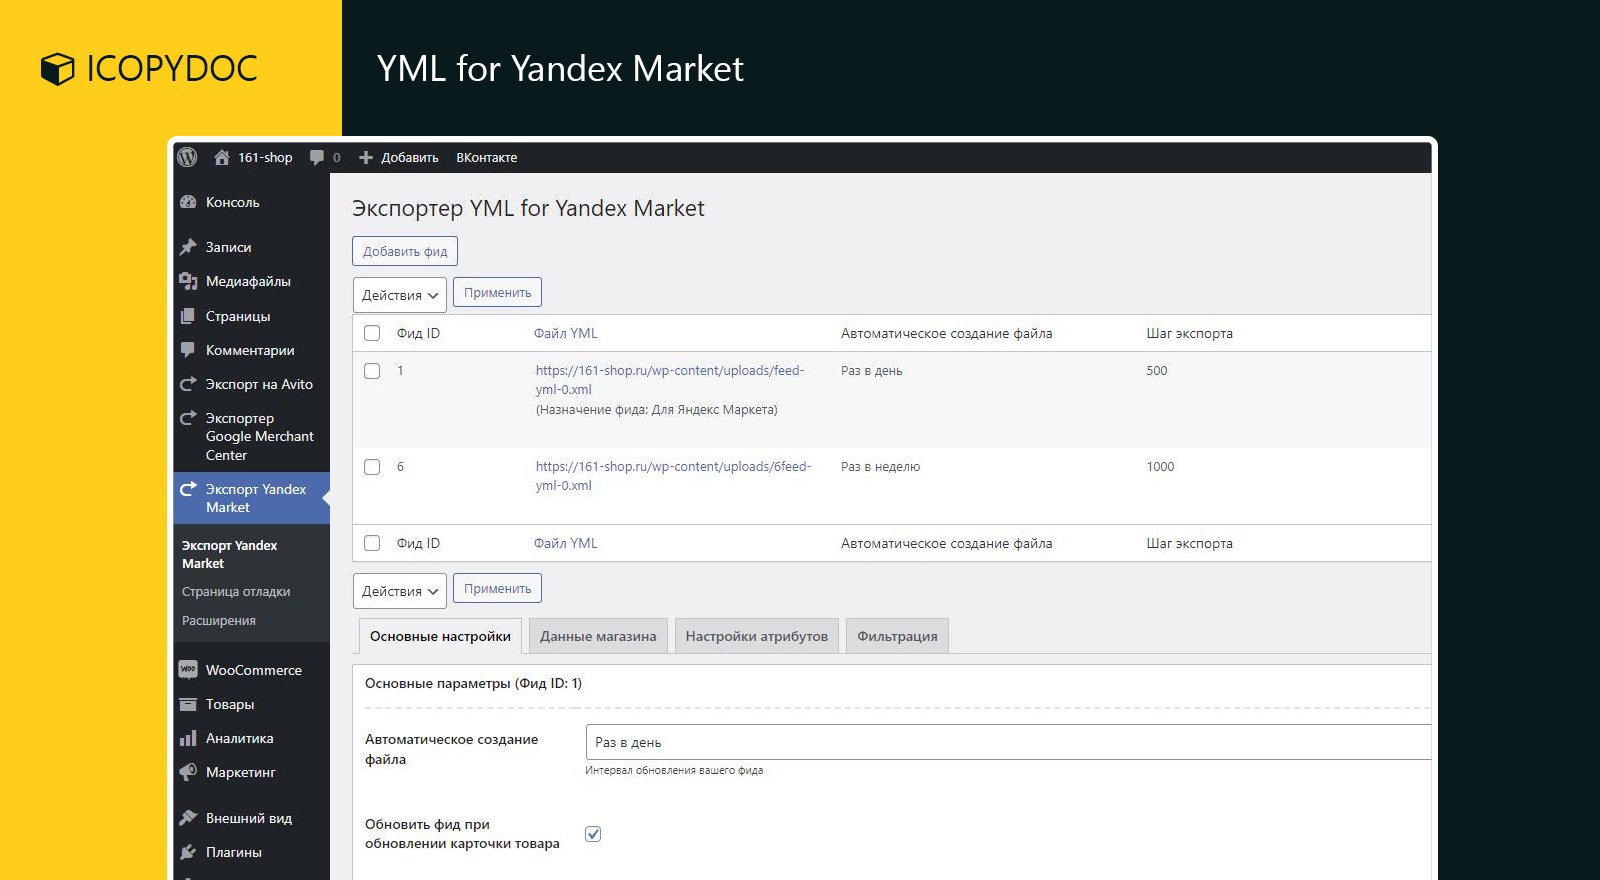 ICOPYDOC
YML for Yandex Market
161-shop
0
Добавить
ВКонтакте
Консоль
Записи
Медиафайлы
Страницы
Комментарии
Экспорт на Avito
Экспортер
Google Merchant
Center
Экспорт Yandex
Market
Экспорт Yandex
Market
Страница отладки
Расширения
woo
WooCommerce
Товары
Аналитика
Маркетинг
Внешний вид
Плагины
Экспортер YML for Yandex Market
Добавить фид
Действия
Применить
Фид ID
Файл YML
Автоматическое создание файла
Шаг экспорта
1
https://161-shop.ru/wp-content/uploads/feed-
yml-0.xml
(Назначение фида: Для Яндекс Маркета)
Раз в день
500
6
https://161-shop.ru/wp-content/uploads/6feed-
yml-0.xml
Раз в неделю
1000
Фид ID
Файл YML
Автоматическое создание файла
Шаг экспорта
Действия
Применить
Основные настройки
Данные магазина
Настройки атрибутов
Фильтрация
Основные параметры (Фид ID: 1)
Автоматическое создание
файла
Раз в день
Интервал обновления вашего фида
Обновить фид при
обновлении карточки товара